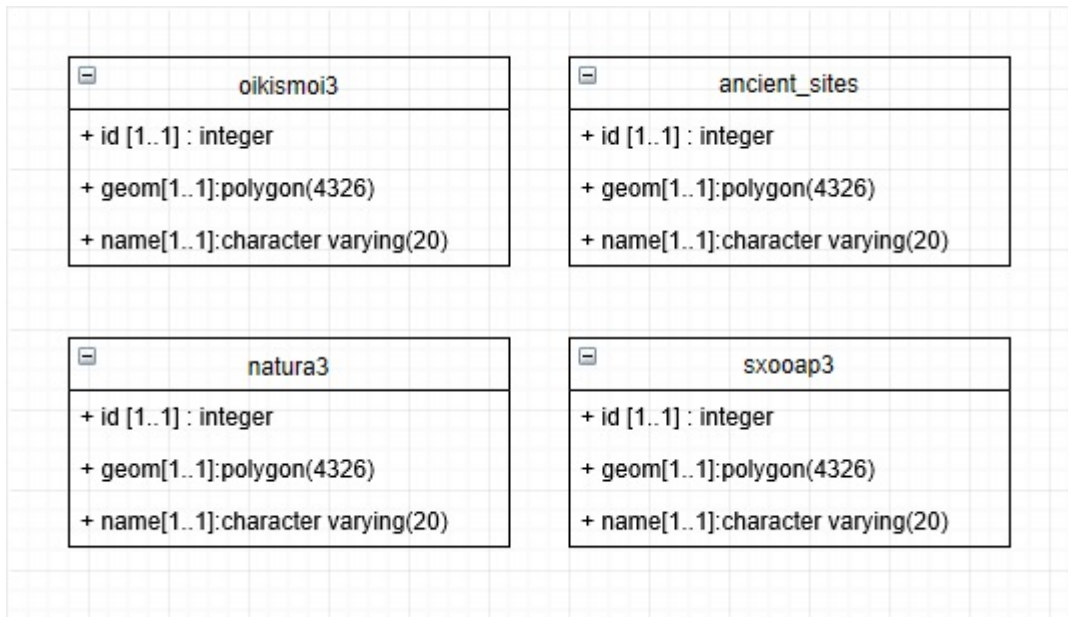 oikismoi3
+ id [1..1] : integer
+ geom[1..1]:polygon(4326)
+ name[1..1]:character varying(20)
ancient_sites
+ id [1..1] : integer
+ geom[1..1]:polygon(4326)
+ name[1..1]:character varying(20)
natura3
+ id [1..1] : integer
+ geom[1..1]:polygon(4326)
+ name[1..1]:character varying(20)
sxooap3
+ id [1..1] : integer
+ geom[1..1]:polygon(4326)
+ name[1..1]:character varying(20)